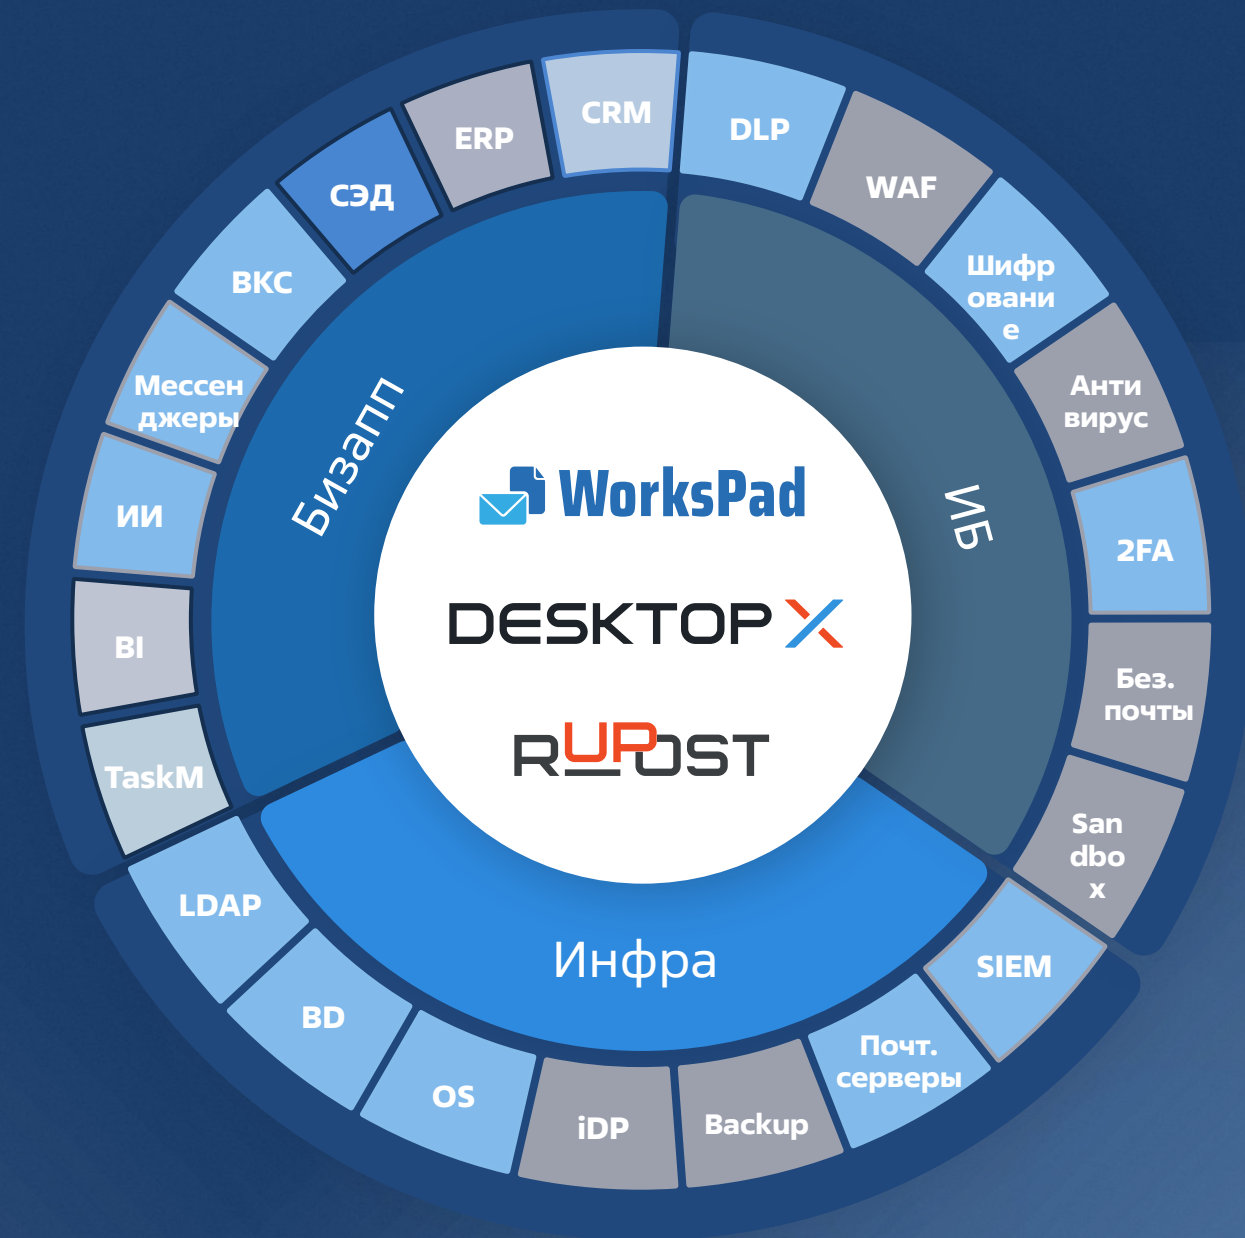 CRM
DLP
WAF
Шифр
овани
е
Анти
вирус
2FA
Без.
почты
San
dbo
x
SIEM
Почт.
серверы
Backup
iDP
OS
BD
LDAP
TaskM
BI
ИИ
Мессен
джеры
ВКС
СЭД
ERP
Бизапп
ИБ
Инфра
WorksPad
DESKTOP X
RUPOST